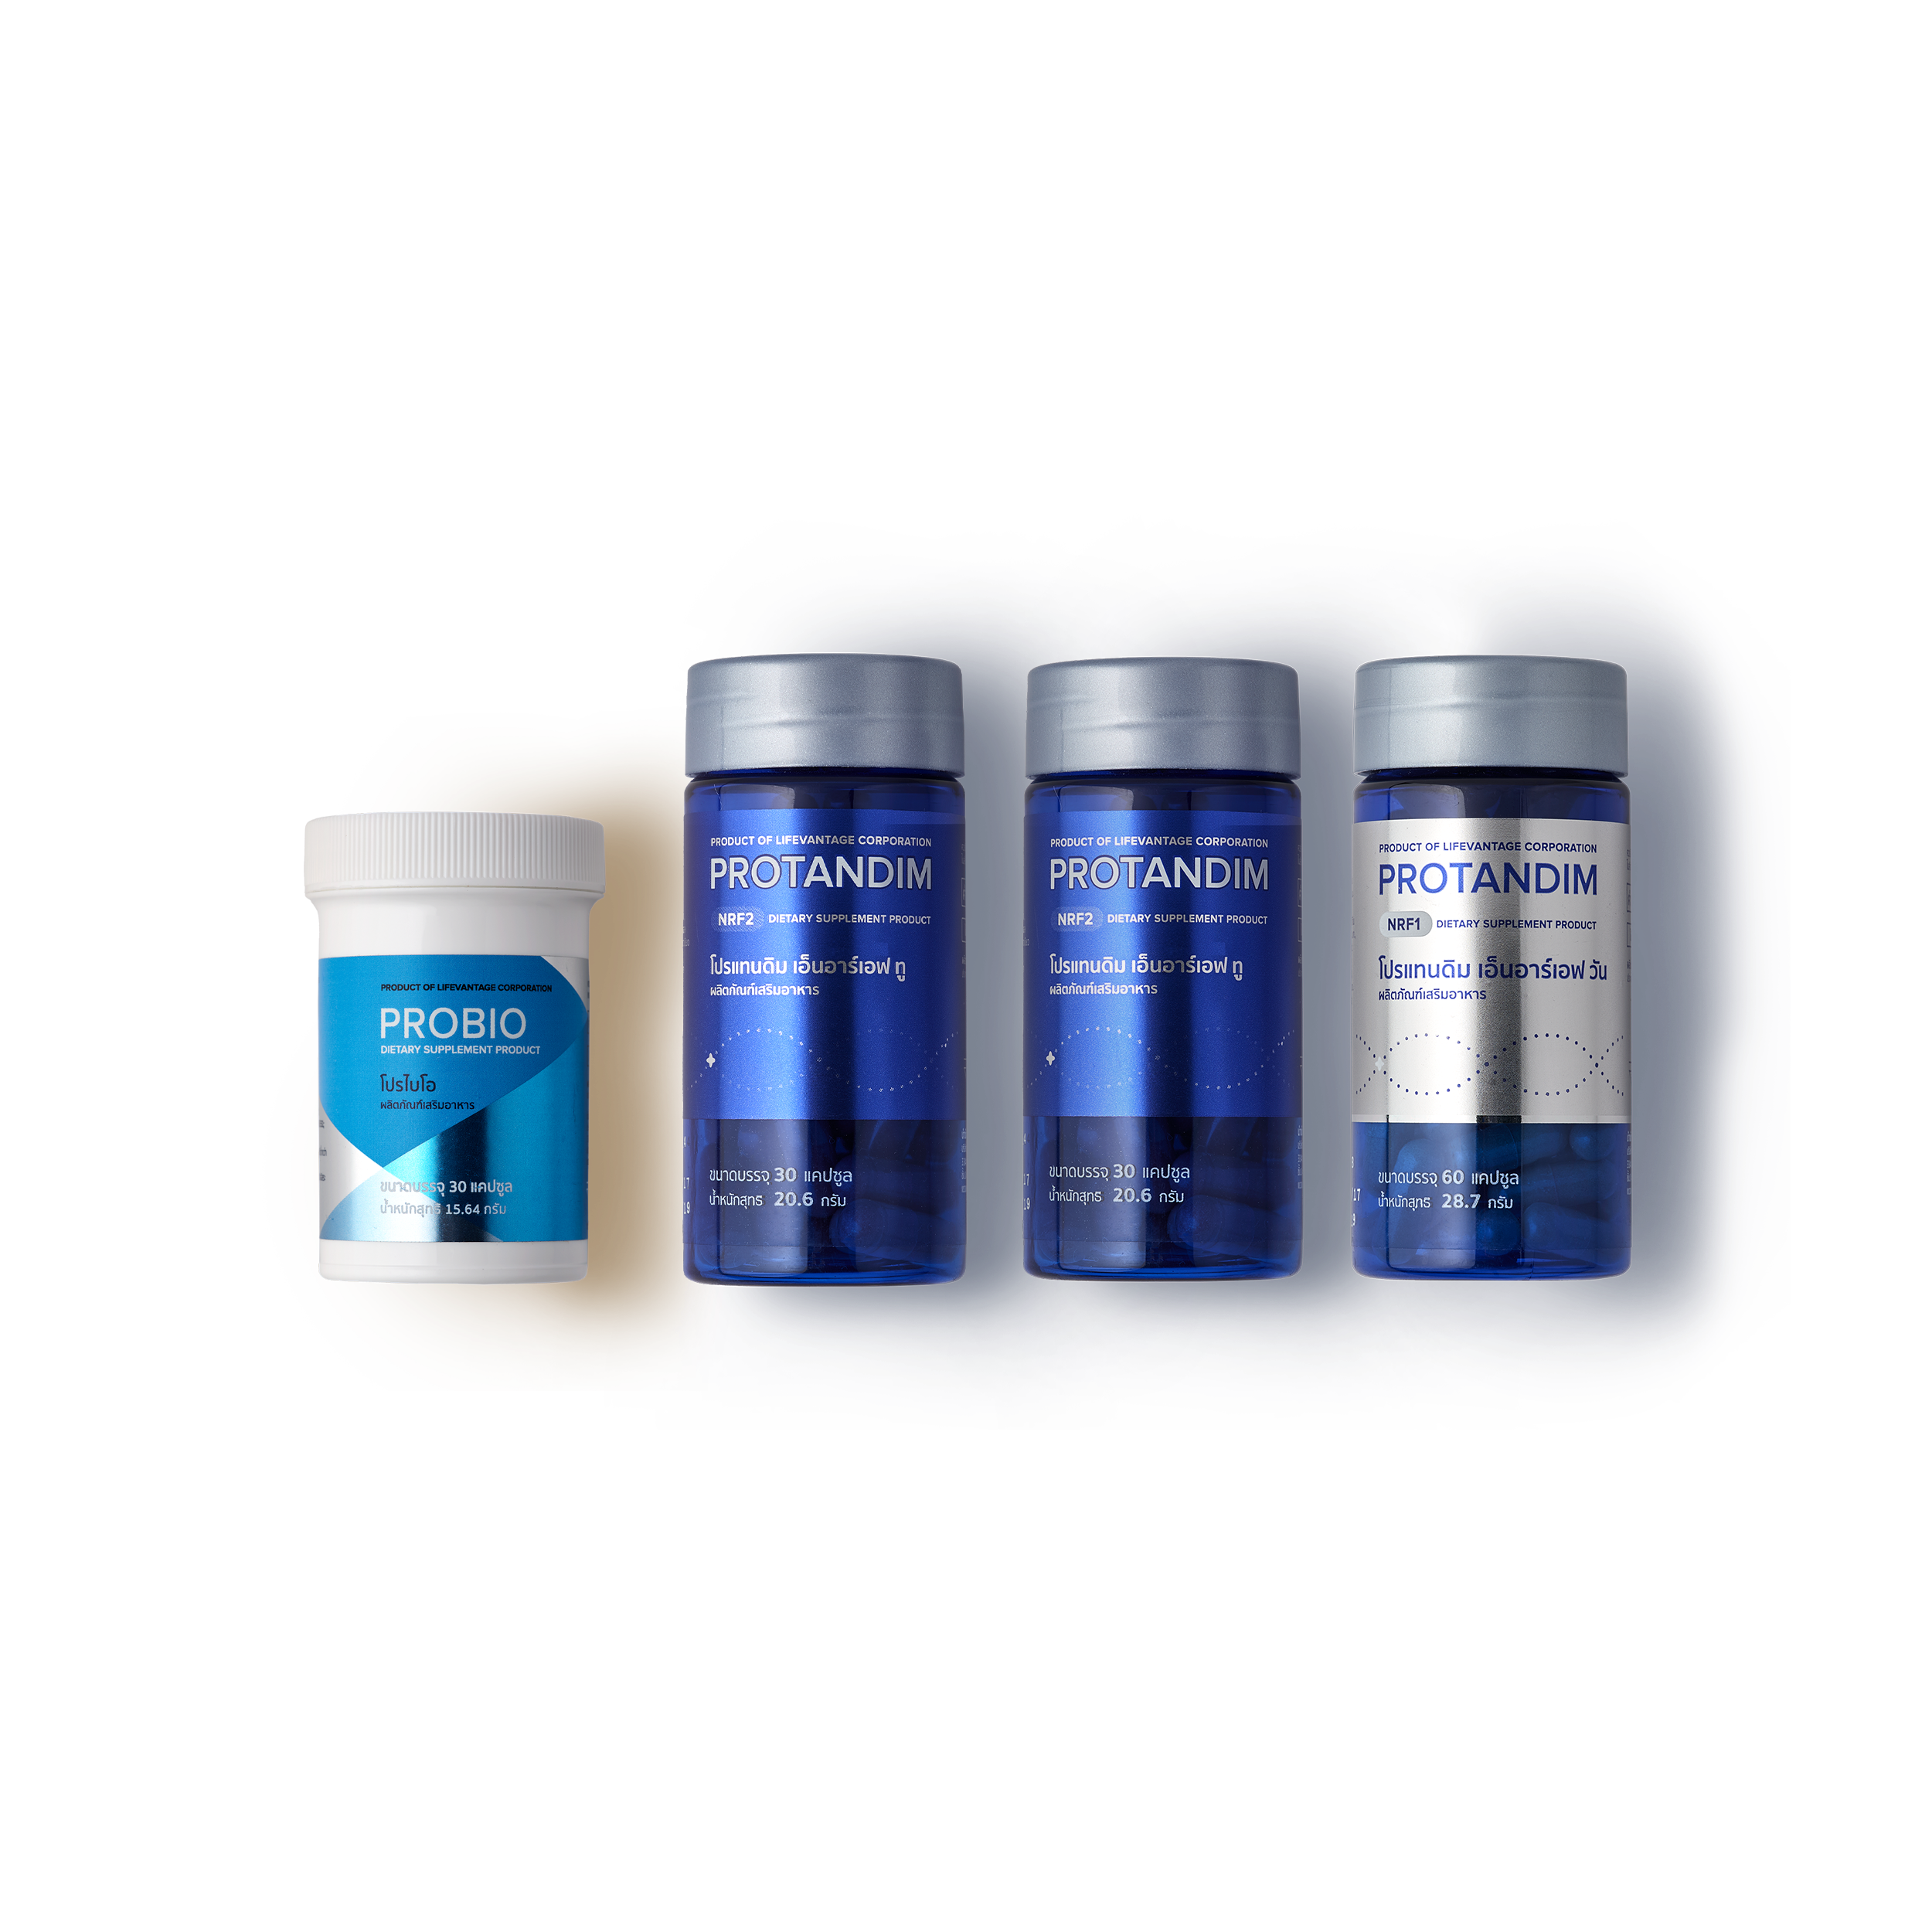 PRODUCT OF LIFEVANTAGE CORPORATION
PROBIO
DIETARY SUPPLEMENT PRODUCT
โปรไบโอ
ผลิตภัณฑ์เสริมอาหาร
ขนาดบรรจุ 30 แคปซูล
น้ำหนักสุทธิ 15.64 กรัม
PRODUCT OF LIFEVANTAGE CORPORATION
PROTANDIM
NRF2 DIETARY SUPPLEMENT PRODUCT
โปรแทนดิม เอ็นอาร์เอฟ ทู
ผลิตภัณฑ์เสริมอาหาร
ขนาดบรรจุ 30 แคปซูล
น้ำหนักสุทธิ 20.6 กรัม
PRODUCT OF LIFEVANTAGE CORPORATION
PROTANDIM
NRF2 DIETARY SUPPLEMENT PRODUCT
โปรแทนดิม เอ็นอาร์เอฟ ทู
ผลิตภัณฑ์เสริมอาหาร
ขนาดบรรจุ 30 แคปซูล
น้ำหนักสุทธิ 20.6 กรัม
PRODUCT OF LIFEVANTAGE CORPORATION
PROTANDIM
NRF1 DIETARY SUPPLEMENT PRODUCT
โปรแทนดิม เอ็นอาร์เอฟ วัน
ผลิตภัณฑ์เสริมอาหาร
ขนาดบรรจุ 60 แคปซูล
น้ำหนักสุทธิ 28.7 กรัม